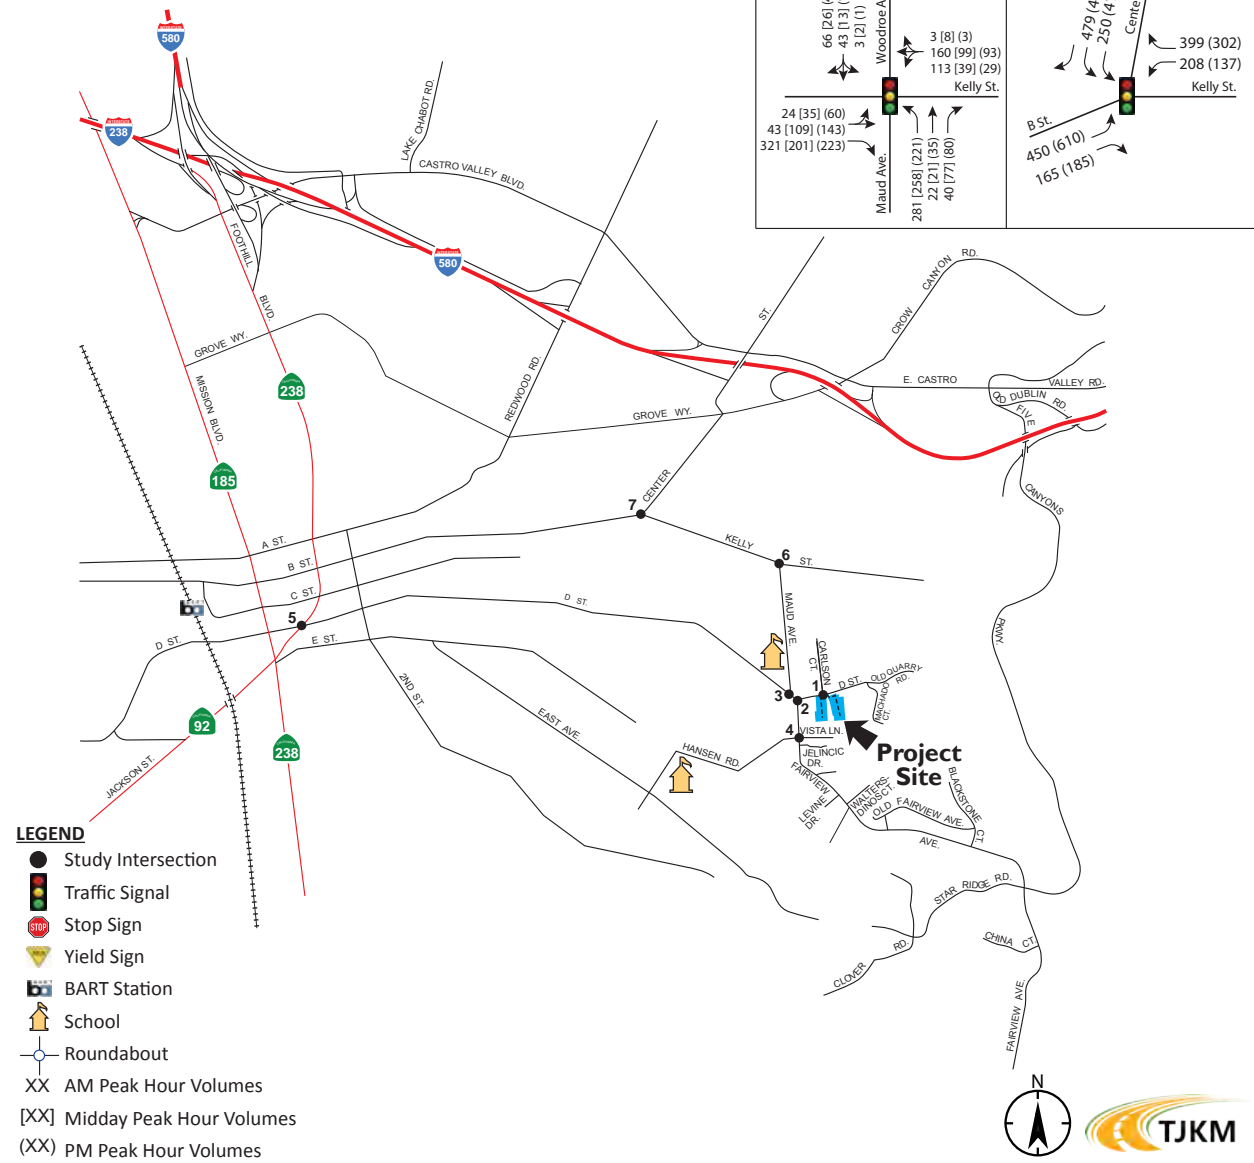 66 [26]
43 [13]
3 [2] (1)
Woodroe A
3 [8] (3)
160 [99] (93)
113 [39] (29)
Kelly St.
24 [35] (60)
43 [109] (143)
321 [201] (223)
Maud Ave.
281 [258] (221)
22 [21] (35)
40 [77] (80)
479
250
Cente
399 (302)
208 (137)
Kelly St.
B St.
450 (610)
165 (185)
580
238
LAKE CHABOT RD.
CASTRO VALLEY BLVD.
FOOTHILL
BLVD.
580
GROVE WY.
MISSION BLVD.
238
185
REDWOOD RD.
ST.
CROW CANYON RD.
E. CASTRO VALLEY RD.
OLD DUBLIN RD.
FIVE
CANYONS
PKWY.
GROVE WY.
7
CENTER
KELLY ST.
6
A ST.
B ST.
C ST.
D ST.
5
D ST.
E ST.
MAUD AVE.
CARLSON
CT.
D ST.
OLD QUARRY
RD.
MACHADO
CT.
1
3
2
4
VISTA LN.
JELINCIC
DR.
Project
Site
2ND ST.
EAST AVE.
HANSEN RD.
FAIRVIEW
AVE.
LEVINE
DR.
WALTERS-
DINOS CT.
OLD FAIRVIEW AVE.
BLACKSTONE
CT.
STAR RIDGE RD.
CHINA CT.
CLOVER RD.
FAIRVIEW AVE.
92
238
JACKSON ST.
LEGEND
Study Intersection
Traffic Signal
STOP Stop Sign
Yield Sign
BART Station
School
Roundabout
XX AM Peak Hour Volumes
[XX] Midday Peak Hour Volumes
(XX) PM Peak Hour Volumes
N
TJKM